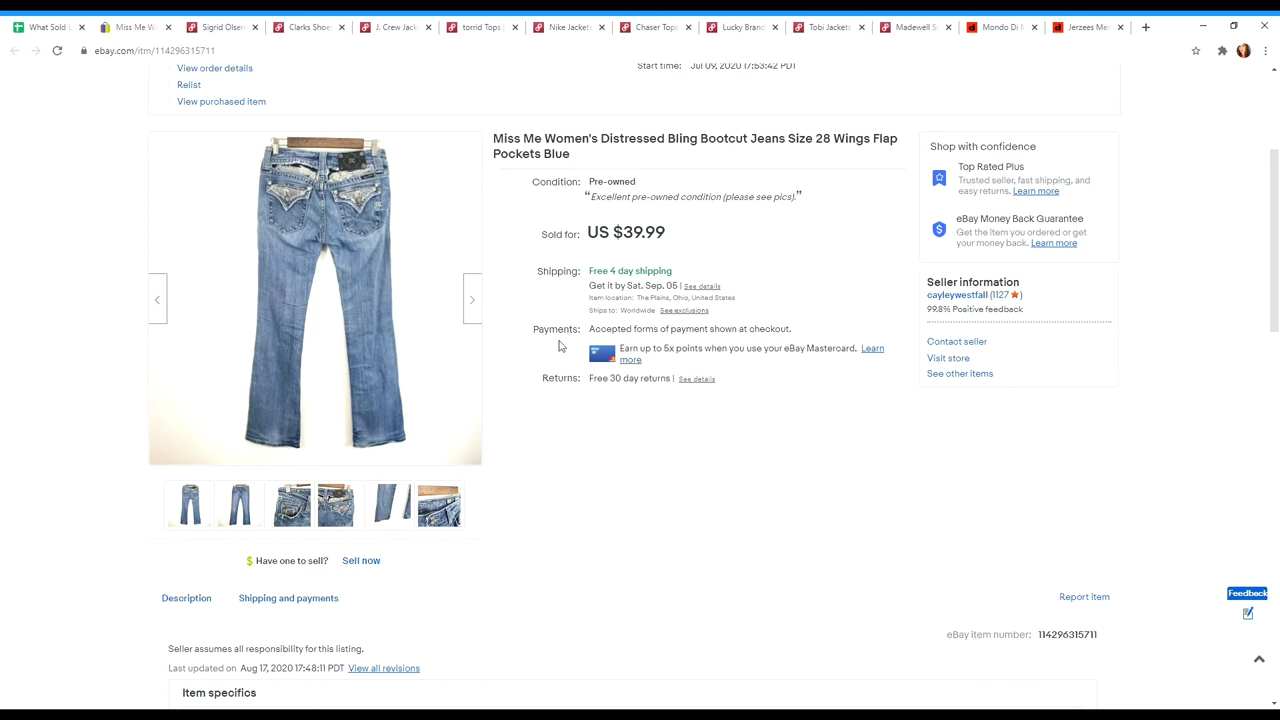 What Sold
Miss Me W
Sigrid Olsen
Clarks Shoe
J. Crew Jack
torrid Tops
Nike Jackets
Chaser Tops
Lucky Brand
Tobi Jackets
Madewell S
Mondo Di M
Jerzees Men
ebay.com/itm/114296315711
View order details
Start time: Jul 09, 2020 17:53:42 PDT
Relist
View purchased item
Miss Me Women's Distressed Bling Bootcut Jeans Size 28 Wings Flap
Pockets Blue
Condition: Pre-owned
"Excellent pre-owned condition (please see pics)."
Sold for: US $39.99
Shipping: Free 4 day shipping
Get it by Sat. Sep. 05 | See details
Item location: The Plains, Ohio, United States
Ships to: Worldwide See exclusions
Payments: Accepted forms of payment shown at checkout.
Earn up to 5x points when you use your eBay Mastercard. Learn
more
Returns: Free 30 day returns | See details
Shop with confidence
Top Rated Plus
Trusted seller, fast shipping, and
easy returns. Learn more
eBay Money Back Guarantee
Get the item you ordered or get
your money back. Learn more
Seller information
cayleywestfall (1127 ★)
99.8% Positive feedback
Contact seller
Visit store
See other items
$ Have one to sell? Sell now
Description
Shipping and payments
Report item
Feedback
eBay item number: 114296315711
Seller assumes all responsibility for this listing.
Last updated on Aug 17, 2020 17:48:11 PDT View all revisions
Item specifics